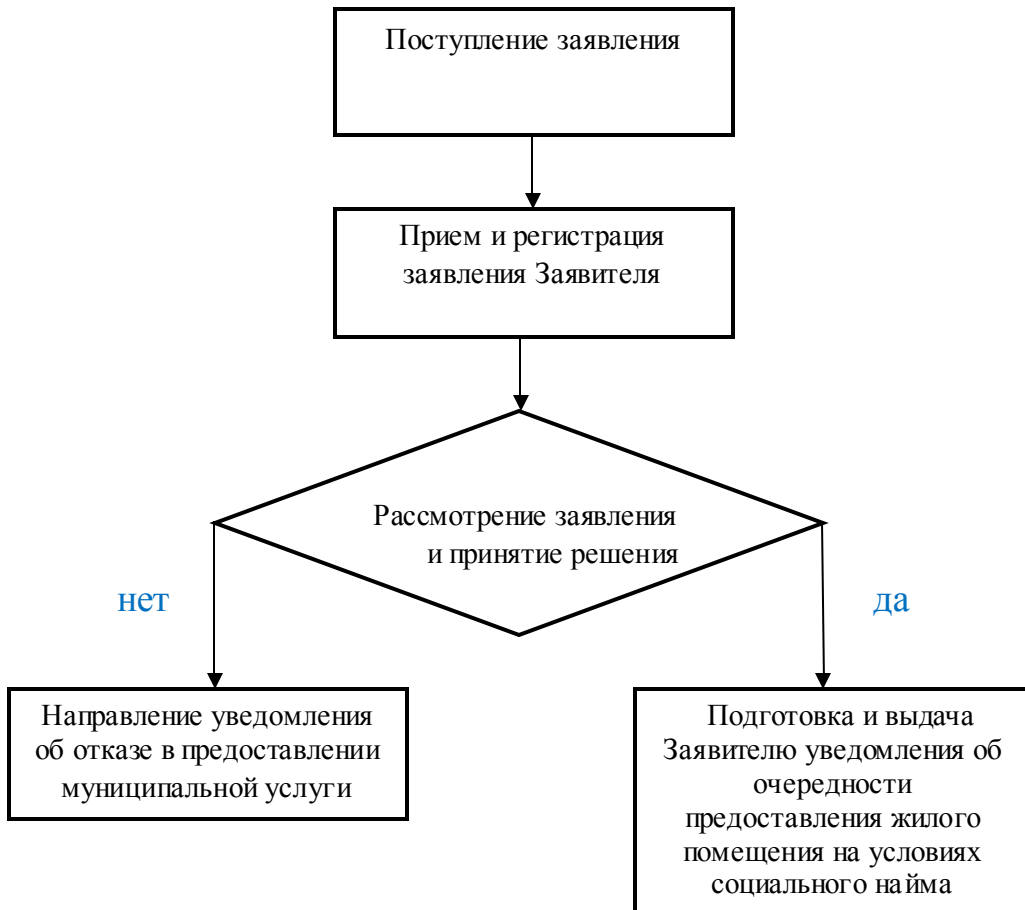 Поступление заявления
Прием и регистрация
заявления Заявителя
Рассмотрение заявления
и принятие решения
нет
да
Направление уведомления
об отказе в предоставлении
муниципальной услуги
Подготовка и выдача
Заявителю уведомления об
очередности
предоставления жилого
помещения на условиях
социального найма